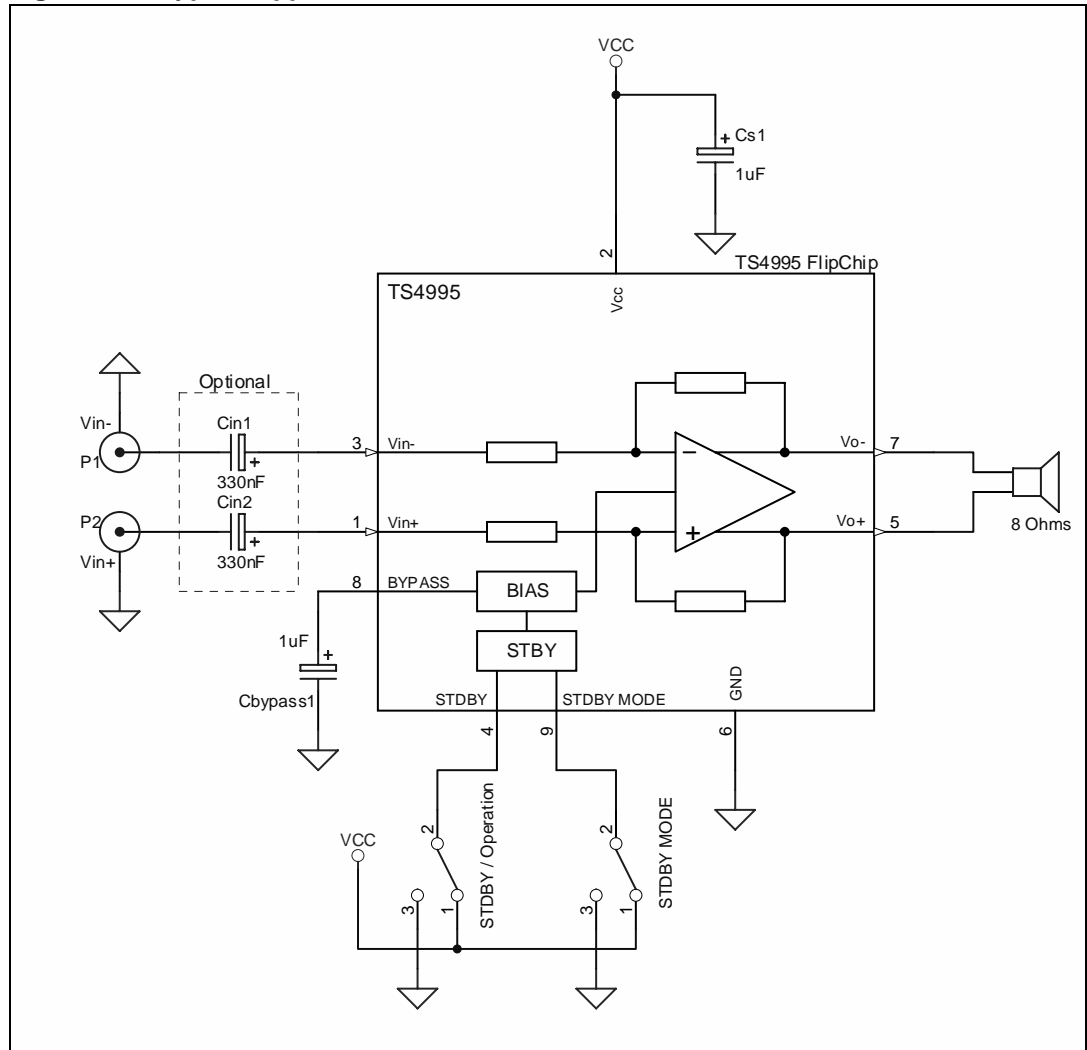 VCC
+ Cs1
1uF
2
TS4995 FlipChip
TS4995
Vcc
Optional
Vin-
Cin1
P1
+
330nF
3
Vin-
−
Vo-
7
P2
Cin2
Vin+
+
330nF
1
Vin+
+
Vo+
5
8 Ohms
8
BYPASS
BIAS
1uF
+
Cbypass1
STBY
STDBY
STDBY MODE
GND
4
9
6
VCC
2
3
1
STDBY / Operation
2
3
1
STDBY MODE